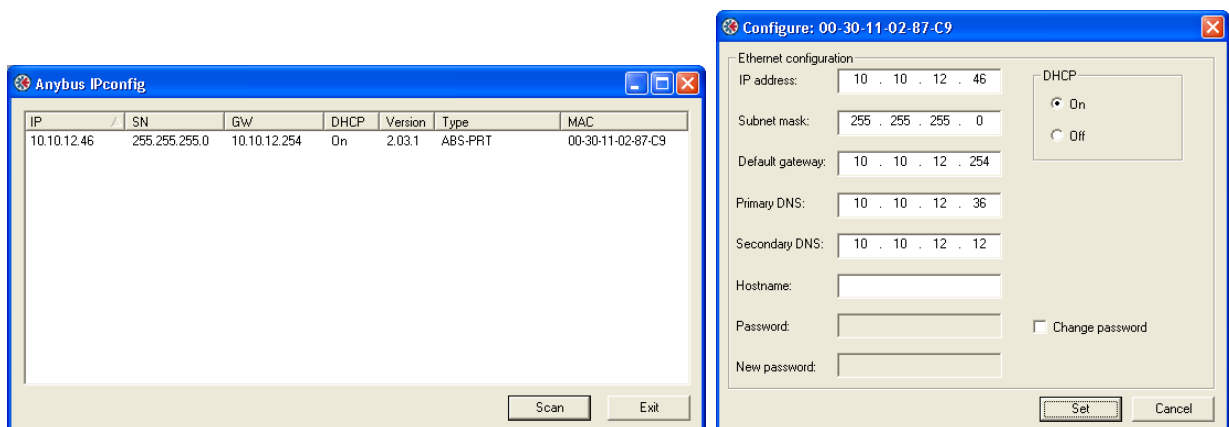 Anybus IPconfig
IP SN GW DHCP Version Type MAC
10.10.12.46 255.255.255.0 10.10.12.254 On 2.03.1 ABS-PRT 00-30-11-02-87-C9
Scan Exit
Configure: 00-30-11-02-87-C9
Ethernet configuration
IP address: 10 . 10 . 12 . 46
DHCP
On
Subnet mask: 255 . 255 . 255 . 0
Off
Default gateway: 10 . 10 . 12 . 254
Primary DNS: 10 . 10 . 12 . 36
Secondary DNS: 10 . 10 . 12 . 12
Hostname:
Password:
Change password
New password:
Set Cancel